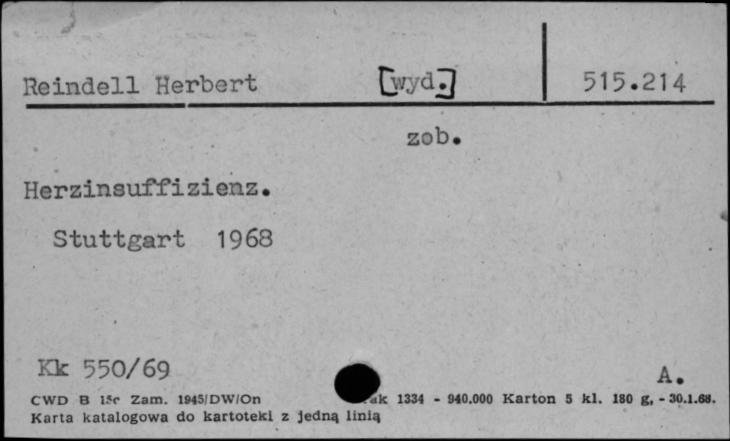 Reindell Herbert [wyd.] 515.214
zob.
Herzinsuffizienz.
Stuttgart 1968
Kk 550/69
A.
CWD B 15c Zam. 1945/DW/On ak 1334 - 940.000 Karton 5 kl. 180 g, - 30.1.68.
Karta katalogowa do kartoteki z jedną linią